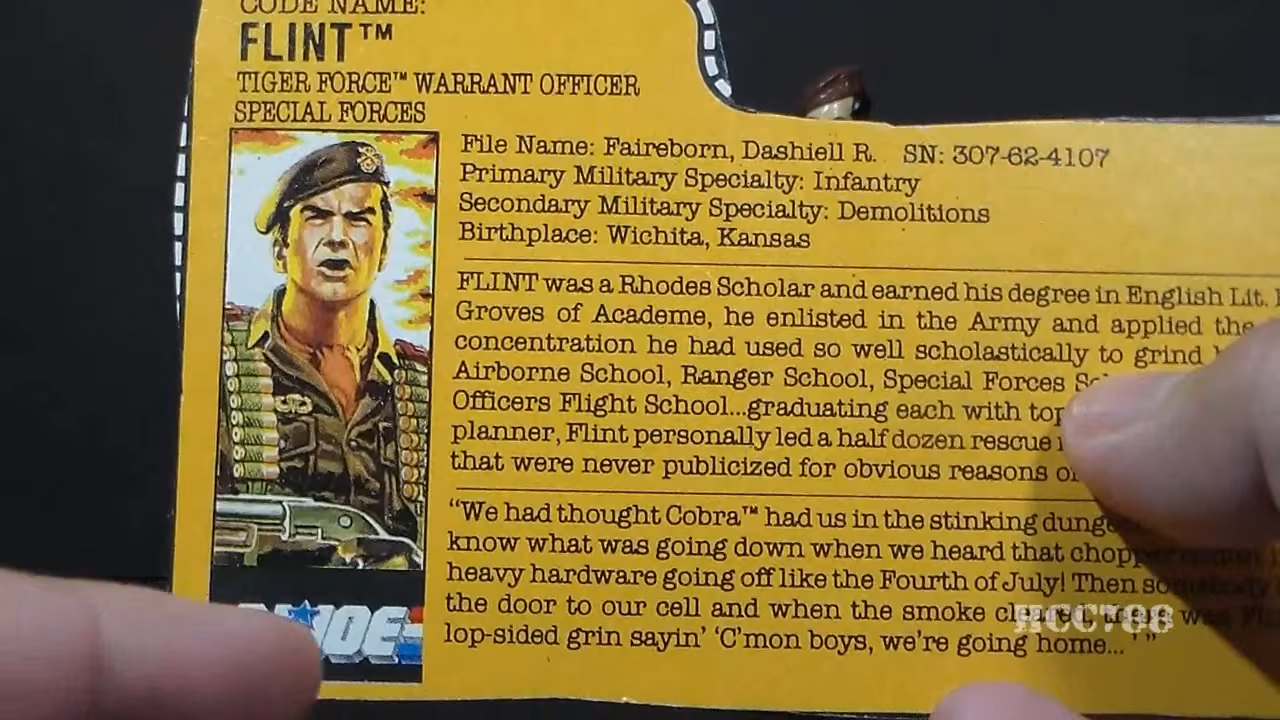 CODE NAME:
FLINT™
TIGER FORCE™ WARRANT OFFICER
SPECIAL FORCES
File Name: Faireborn, Dashiell R. SN: 307-62-4107
Primary Military Specialty: Infantry
Secondary Military Specialty: Demolitions
Birthplace: Wichita, Kansas
FLINT was a Rhodes Scholar and earned his degree in English Lit.
Groves of Academe, he enlisted in the Army and applied the
concentration he had used so well scholastically to grind
Airborne School, Ranger School, Special Forces
Officers Flight School...graduating each with top
planner, Flint personally led a half dozen rescue
that were never publicized for obvious reasons
"We had thought Cobra™ had us in the stinking
know what was going down when we heard that chopper
heavy hardware going off like the Fourth of July! Then somebody
the door to our cell and when the smoke cleared, there was
lop-sided grin sayin' 'C'mon boys, we're going home...'"
JOE
HCC788